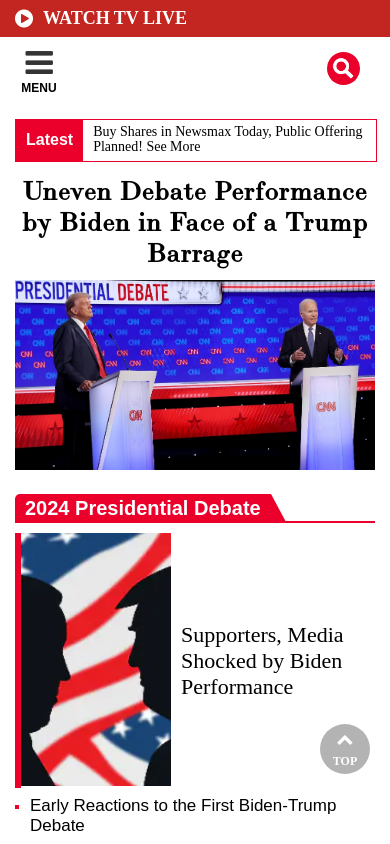 WATCH TV LIVE
MENU
Latest
Buy Shares in Newsmax Today, Public Offering
Planned! See More
Uneven Debate Performance
by Biden in Face of a Trump
Barrage
PRESIDENTIAL DEBATE
CNN
CNN
2024 Presidential Debate
Supporters, Media
Shocked by Biden
Performance
TOP
Early Reactions to the First Biden-Trump
Debate